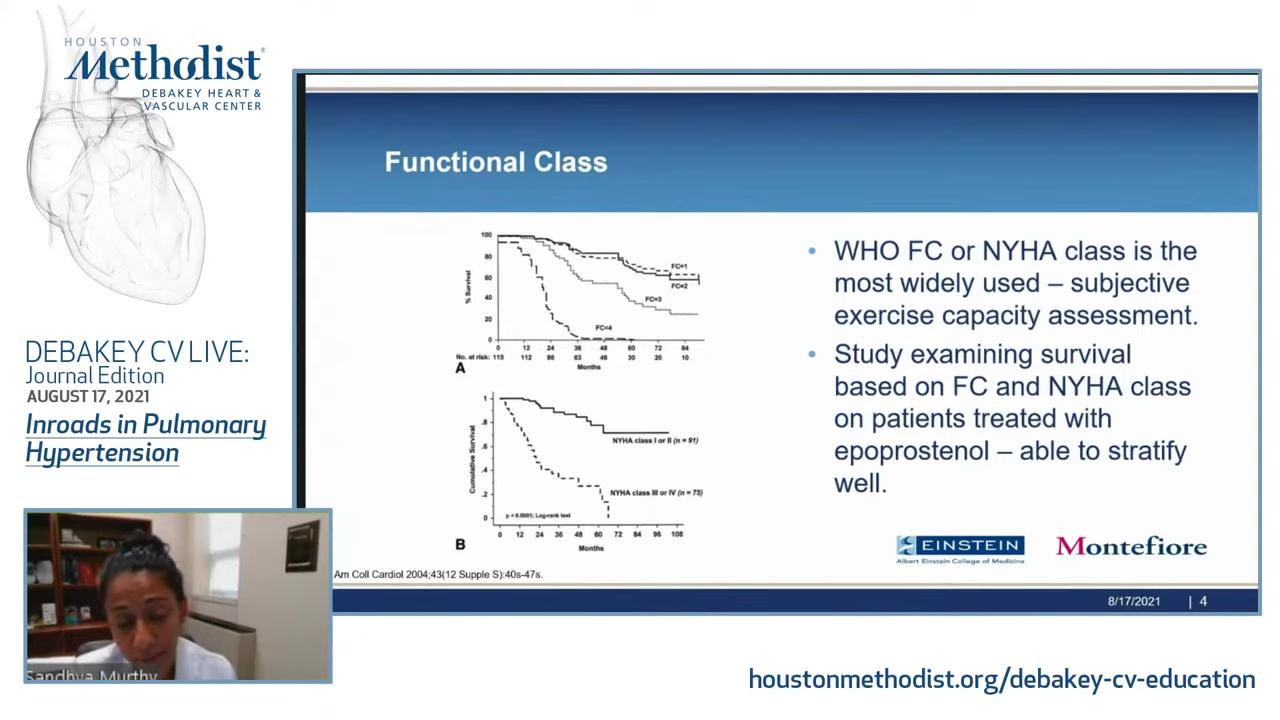 HOUSTON
Methodist
DEBAKEY HEART &
VASCULAR CENTER
DEBAKEY CV LIVE:
Journal Edition
AUGUST 17, 2021
Inroads in Pulmonary
Hypertension
Functional Class
100
80
60
40
20
0
% Survival
FC=1
FC=2
FC=3
FC=4
0 12 24 36 48 60 72 84
No. at risk: 115 112 86 63 46 30 20 10
Months
A
1
.8
.6
.4
.2
0
Cumulative Survival
NYHA class I or II (n = 91)
NYHA class III or IV (n = 75)
p < 0.0001; Log-rank test
0 12 24 36 48 60 72 84 96 108
Months
B
• WHO FC or NYHA class is the
most widely used – subjective
exercise capacity assessment.
• Study examining survival
based on FC and NYHA class
on patients treated with
epoprostenol – able to stratify
well.
EINSTEIN
Albert Einstein College of Medicine
Montefiore
Am Coll Cardiol 2004;43(12 Supple S):40s-47s.
8/17/2021 | 4
Sandhya Murthy
houstonmethodist.org/debakey-cv-education